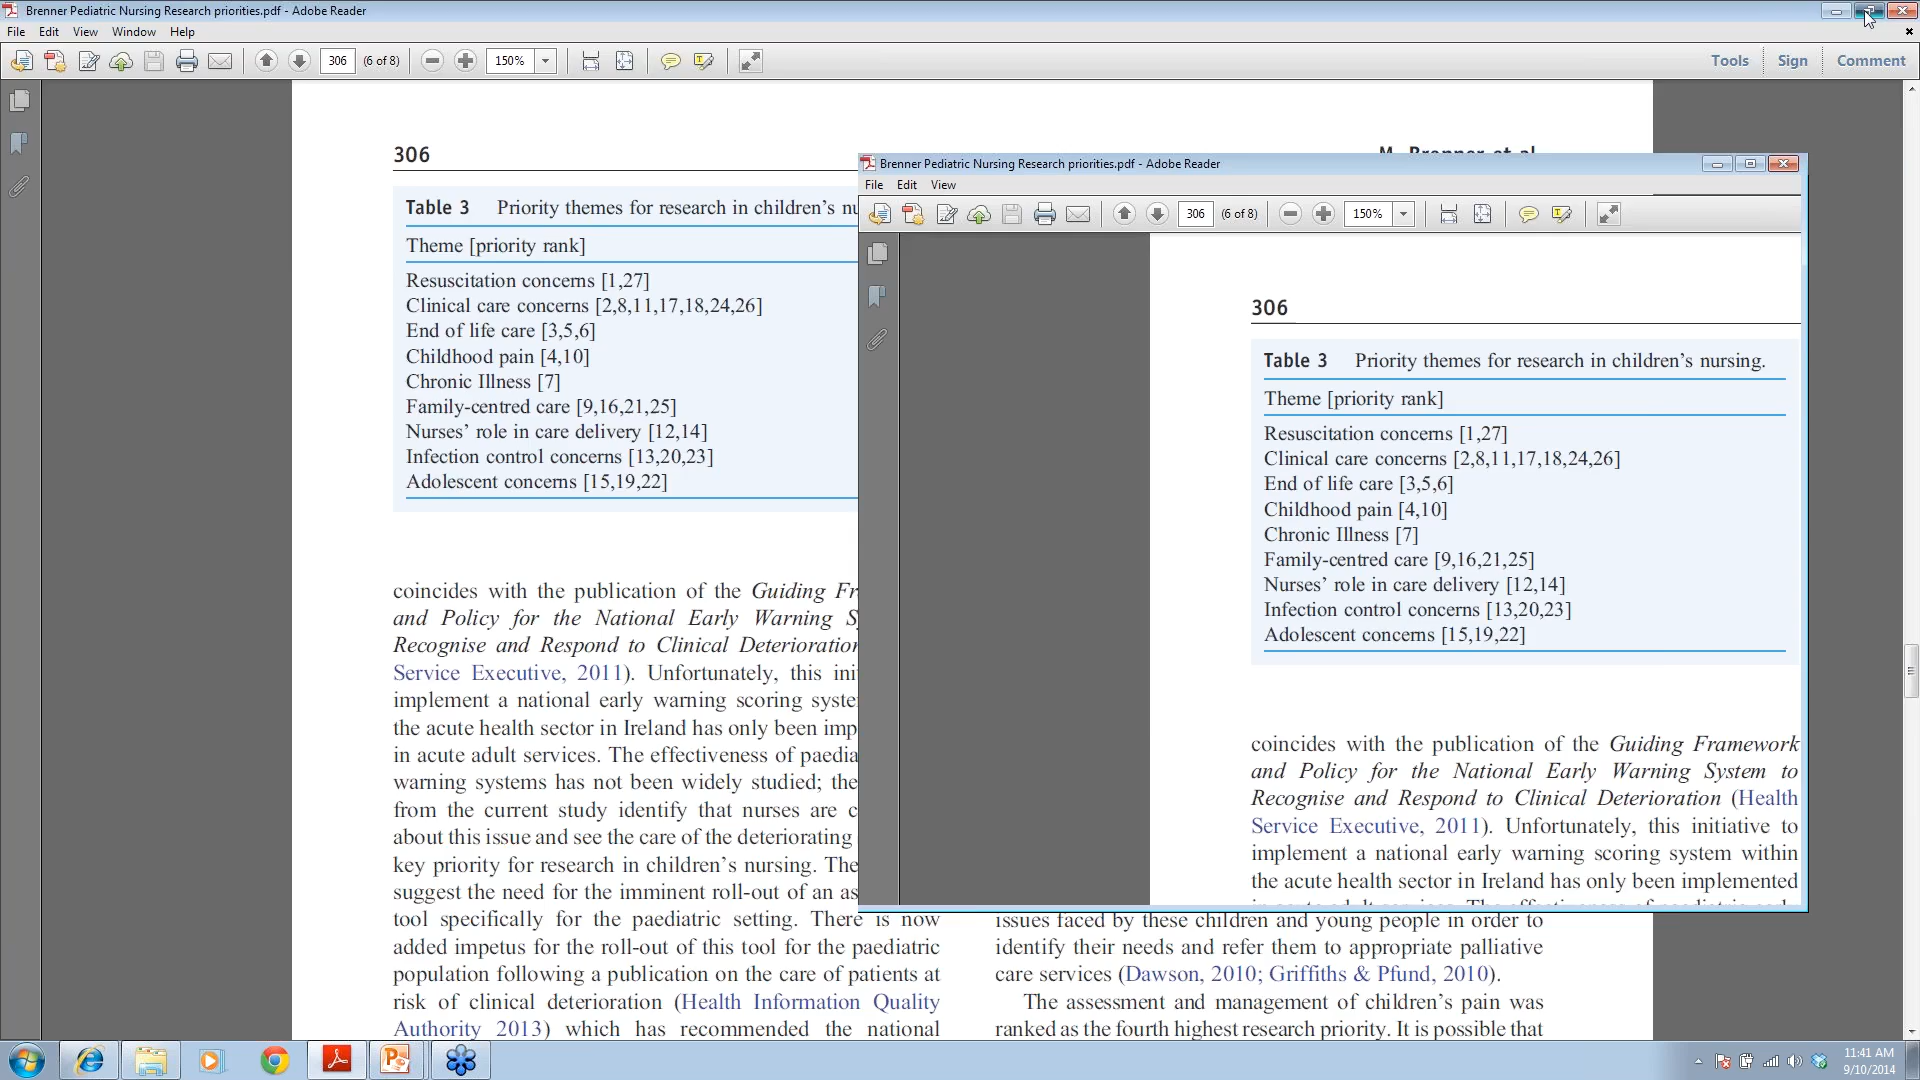 Brenner Pediatric Nursing Research priorities.pdf - Adobe Reader
File Edit View Window Help
306 (6 of 8) 150% Tools Sign Comment
306
Table 3 Priority themes for research in children's
Theme [priority rank]
Resuscitation concerns [1,27]
Clinical care concerns [2,8,11,17,18,24,26]
End of life care [3,5,6]
Childhood pain [4,10]
Chronic Illness [7]
Family-centred care [9,16,21,25]
Nurses' role in care delivery [12,14]
Infection control concerns [13,20,23]
Adolescent concerns [15,19,22]
coincides with the publication of the Guiding Fr
and Policy for the National Early Warning S
Recognise and Respond to Clinical Deterioration
Service Executive, 2011). Unfortunately, this ini
implement a national early warning scoring syste
the acute health sector in Ireland has only been imp
in acute adult services. The effectiveness of paedia
warning systems has not been widely studied; the
from the current study identify that nurses are c
about this issue and see the care of the deteriorating
key priority for research in children's nursing. The
suggest the need for the imminent roll-out of an as
tool specifically for the paediatric setting. There is now
added impetus for the roll-out of this tool for the paediatric
population following a publication on the care of patients at
risk of clinical deterioration (Health Information Quality
Authority 2013) which has recommended the national
M. Brenner et al.
Brenner Pediatric Nursing Research priorities.pdf - Adobe Reader
File Edit View
306 (6 of 8) 150%
306
Table 3 Priority themes for research in children's nursing.
Theme [priority rank]
Resuscitation concerns [1,27]
Clinical care concerns [2,8,11,17,18,24,26]
End of life care [3,5,6]
Childhood pain [4,10]
Chronic Illness [7]
Family-centred care [9,16,21,25]
Nurses' role in care delivery [12,14]
Infection control concerns [13,20,23]
Adolescent concerns [15,19,22]
coincides with the publication of the Guiding Framework
and Policy for the National Early Warning System to
Recognise and Respond to Clinical Deterioration (Health
Service Executive, 2011). Unfortunately, this initiative to
implement a national early warning scoring system within
the acute health sector in Ireland has only been implemented
issues faced by these children and young people in order to
identify their needs and refer them to appropriate palliative
care services (Dawson, 2010; Griffiths & Pfund, 2010).
The assessment and management of children's pain was
ranked as the fourth highest research priority. It is possible that
11:41 AM
9/10/2014